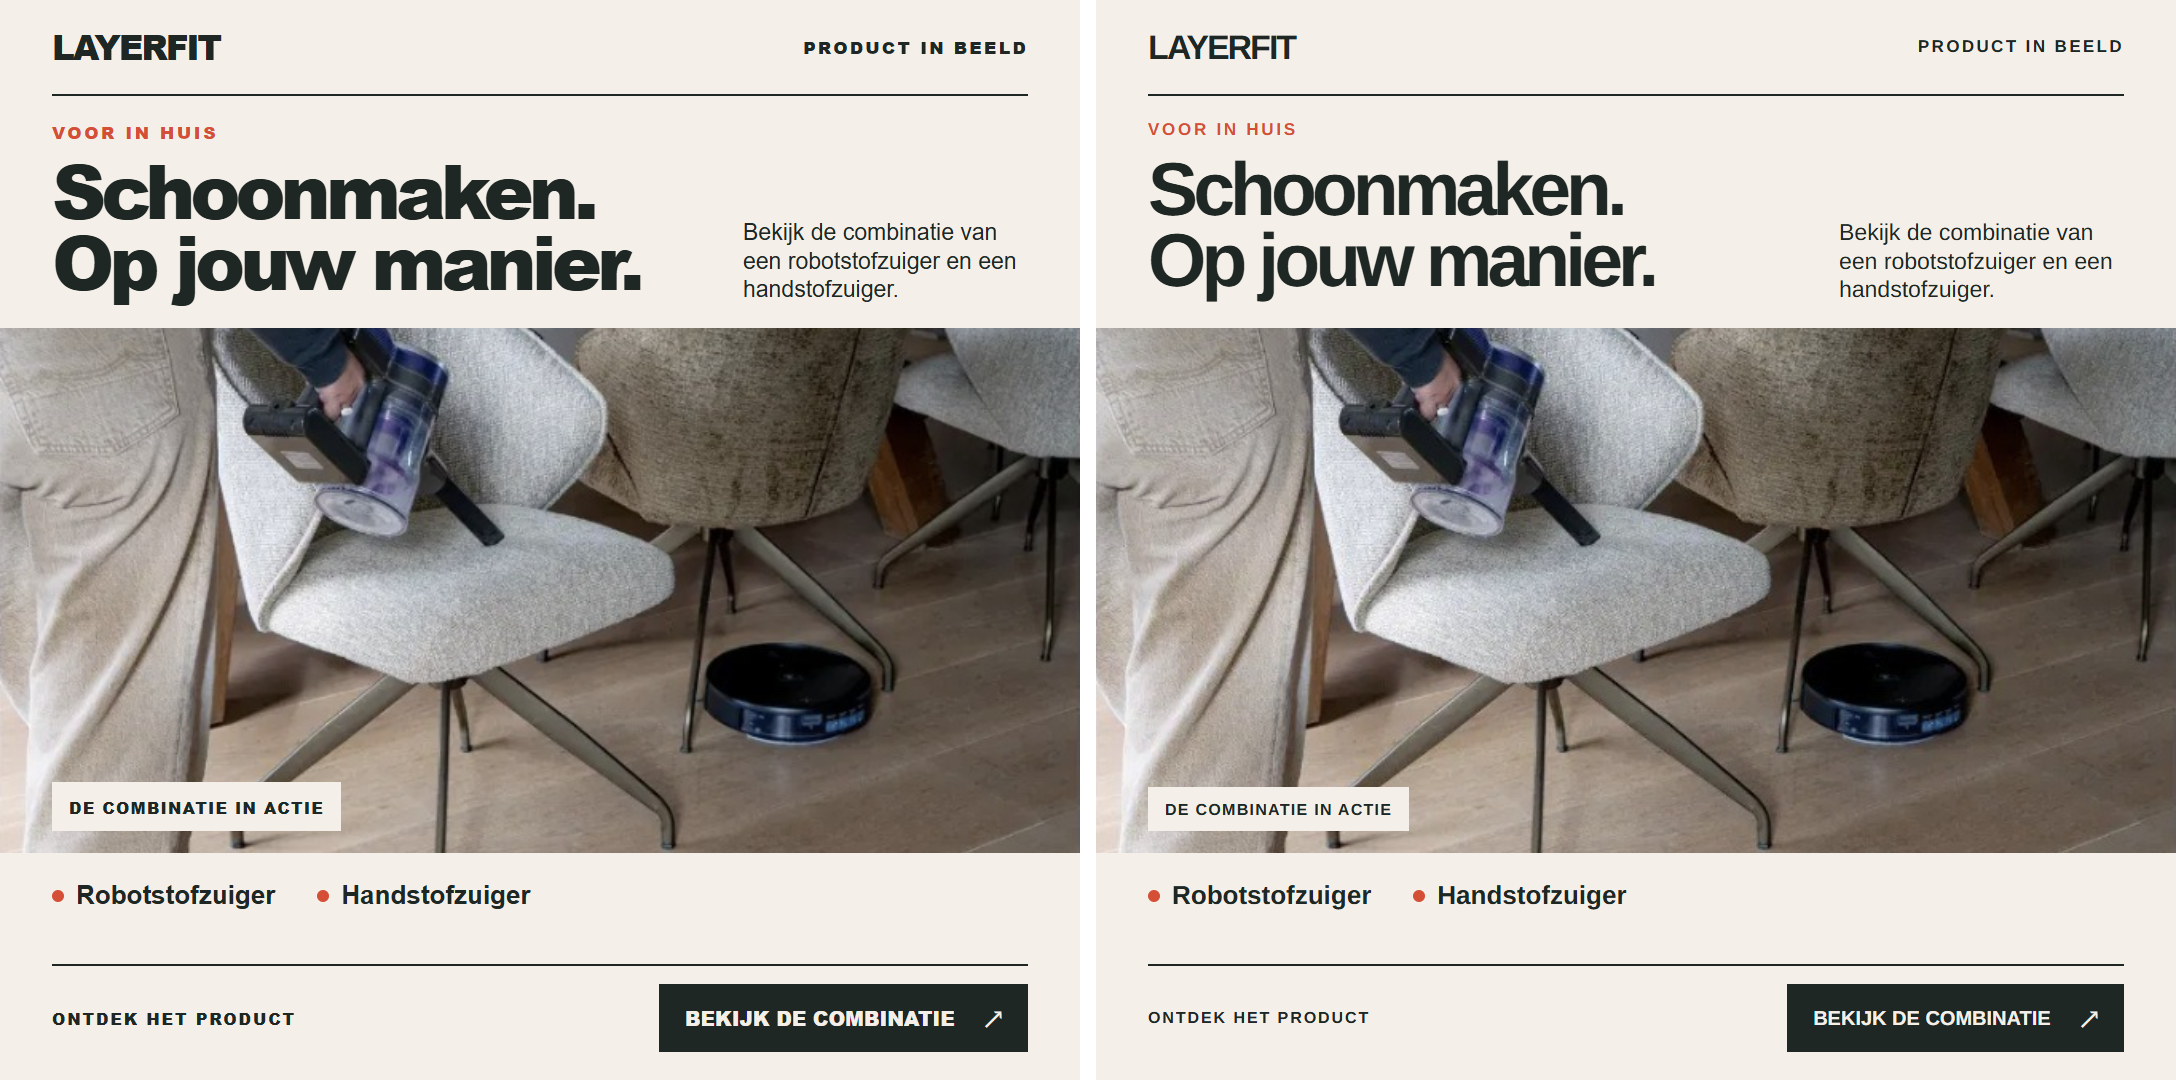 LAYERFIT
PRODUCT IN BEELD
VOOR IN HUIS
Schoonmaken.
Op jouw manier.
Bekijk de combinatie van
een robotstofzuiger en een
handstofzuiger.
DE COMBINATIE IN ACTIE
Robotstofzuiger
Handstofzuiger
ONTDEK HET PRODUCT
BEKIJK DE COMBINATIE ↗
LAYERFIT
PRODUCT IN BEELD
VOOR IN HUIS
Schoonmaken.
Op jouw manier.
Bekijk de combinatie van
een robotstofzuiger en een
handstofzuiger.
DE COMBINATIE IN ACTIE
Robotstofzuiger
Handstofzuiger
ONTDEK HET PRODUCT
BEKIJK DE COMBINATIE ↗